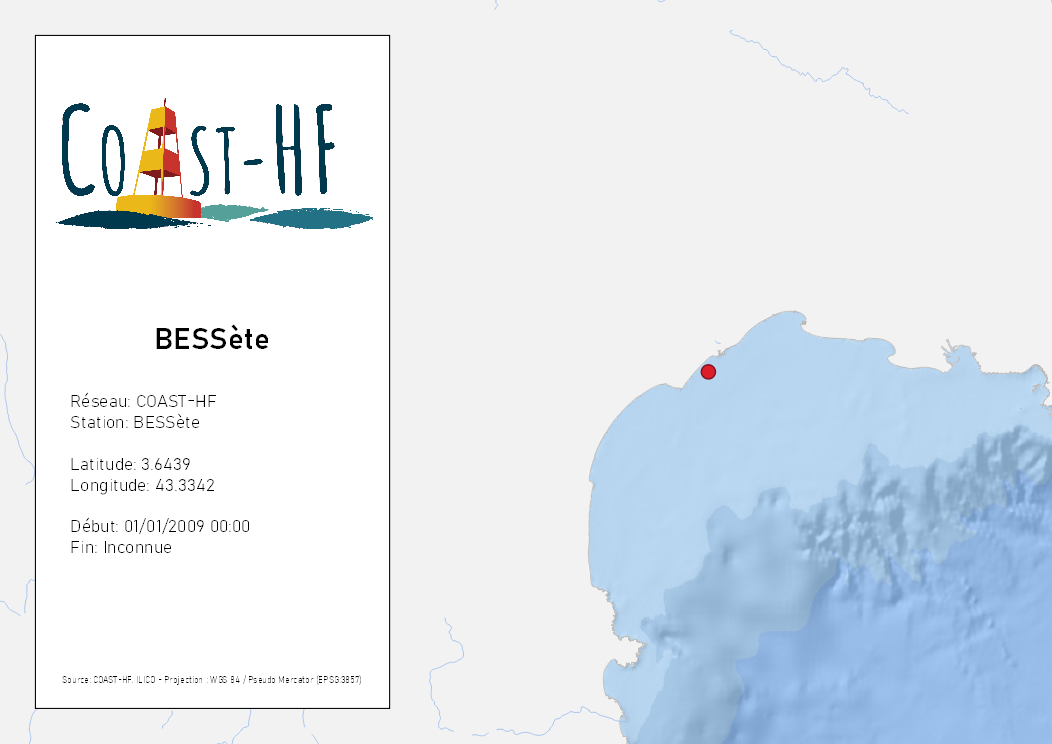 COAST-HF
BESSète
Réseau: COAST-HF
Station: BESSète
Latitude: 3.6439
Longitude: 43.3342
Début: 01/01/2009 00:00
Fin: Inconnue
Source: COAST-HF, ILICO - Projection : WGS 84 / Pseudo Mercator (EPSG:3857)